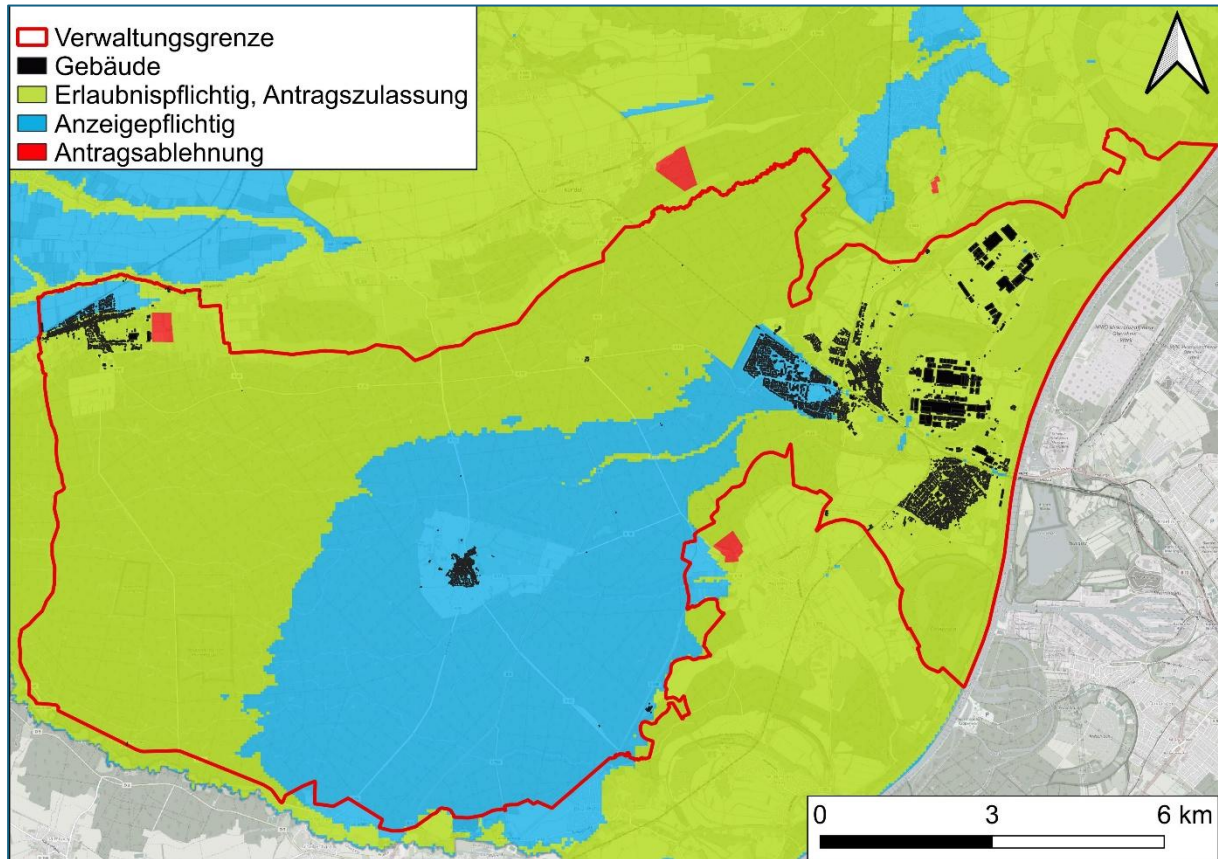 Verwaltungsgrenze
Gebäude
Erlaubnispflichtig, Antragszulassung
Anzeigepflichtig
Antragsablehnung
0 3 6 km